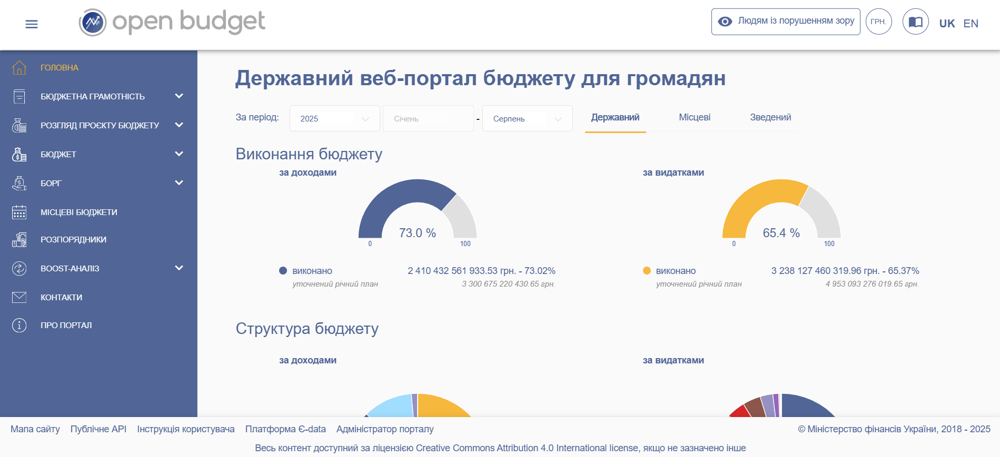 open budget
Людям із порушенням зору
ГРН.
UK EN
ГОЛОВНА
БЮДЖЕТНА ГРАМОТНІСТЬ
РОЗГЛЯД ПРОЄКТУ БЮДЖЕТУ
БЮДЖЕТ
БОРГ
МІСЦЕВІ БЮДЖЕТИ
РОЗПОРЯДНИКИ
BOOST-АНАЛІЗ
КОНТАКТИ
ПРО ПОРТАЛ
Державний веб-портал бюджету для громадян
За період: 2025 Січень - Серпень Державний Місцеві Зведений
Виконання бюджету
за доходами
73.0 %
0 100
виконано 2 410 432 561 933.53 грн. - 73.02%
уточнений річний план 3 300 675 220 430.65 грн.
за видатками
65.4 %
0 100
виконано 3 238 127 460 319.96 грн. - 65.37%
уточнений річний план 4 953 093 276 019.65 грн.
Структура бюджету
за доходами
за видатками
Мапа сайту Публічне API Інструкція користувача Платформа Є-data Адміністратор порталу
© Міністерство фінансів України, 2018 - 2025
Весь контент доступний за ліцензією Creative Commons Attribution 4.0 International license, якщо не зазначено інше